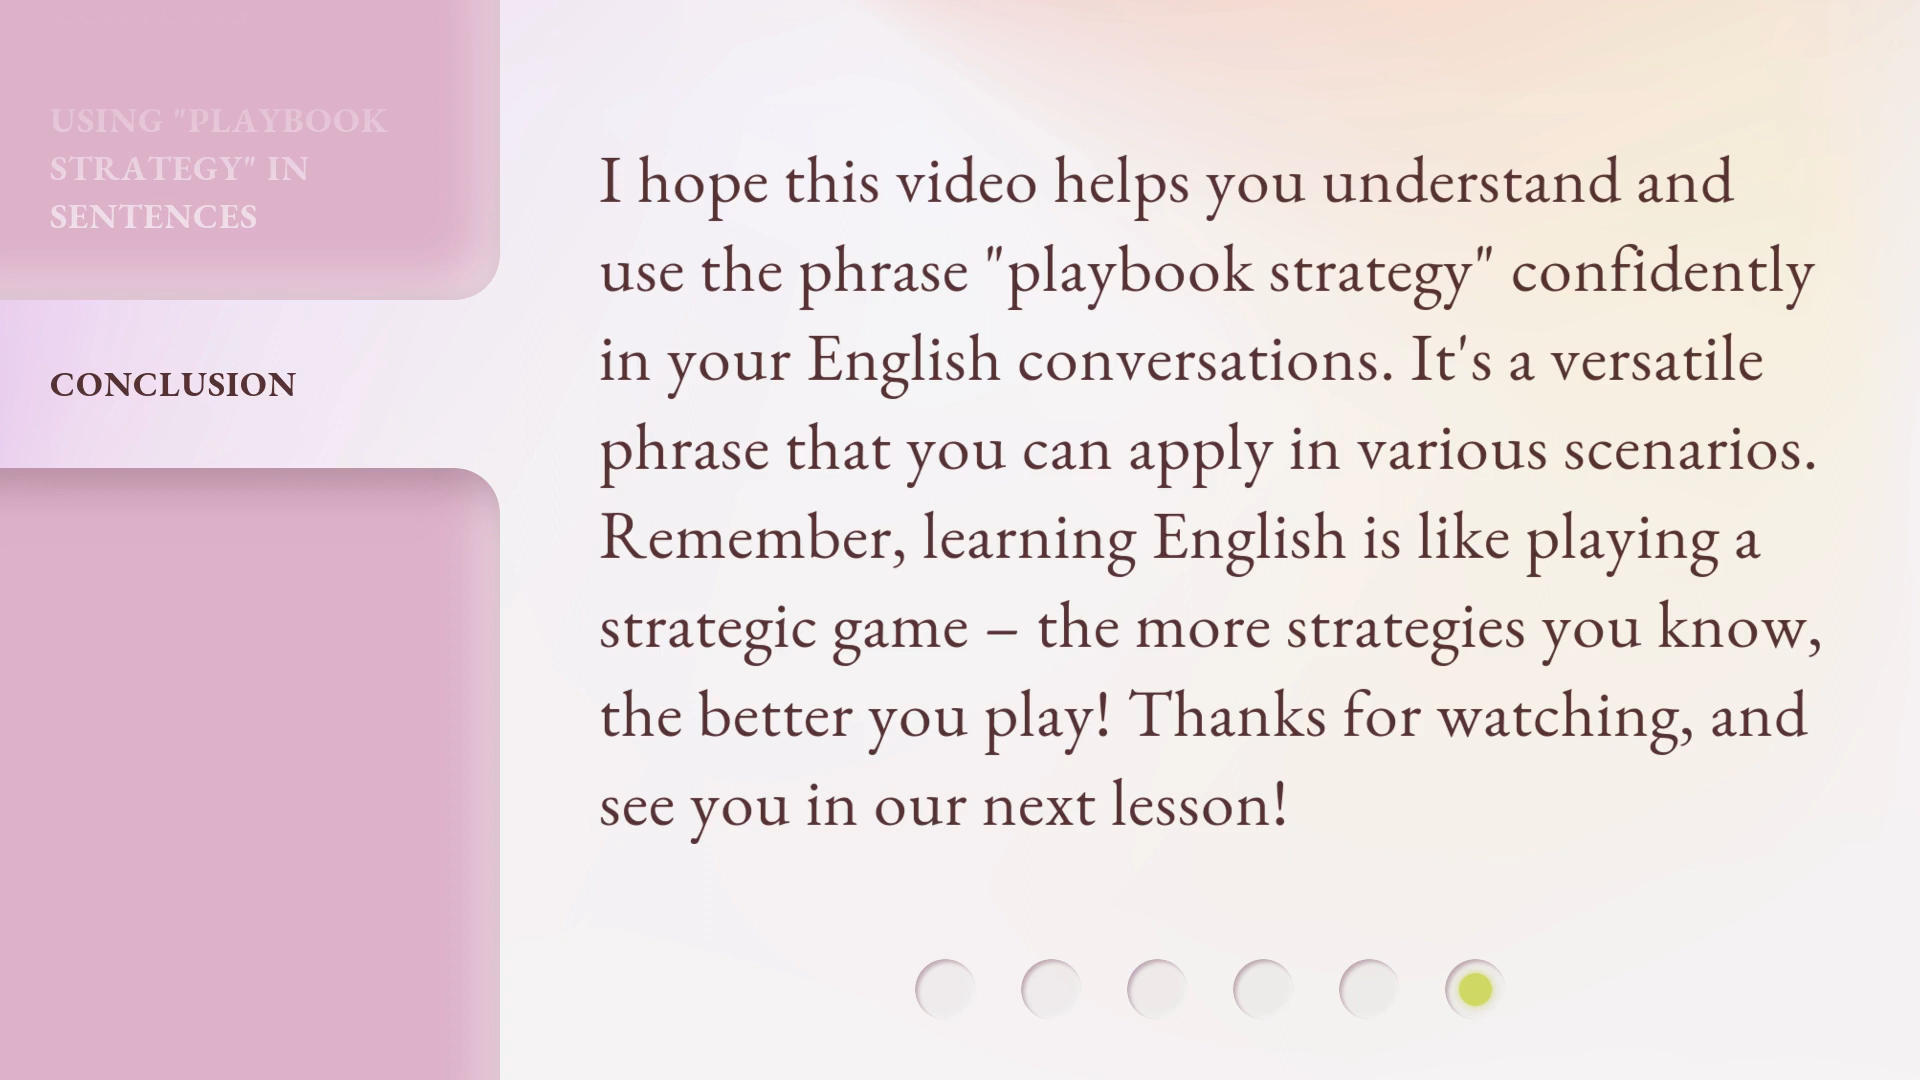 USING "PLAYBOOK
STRATEGY" IN
SENTENCES
CONCLUSION
I hope this video helps you understand and
use the phrase "playbook strategy" confidently
in your English conversations. It's a versatile
phrase that you can apply in various scenarios.
Remember, learning English is like playing a
strategic game – the more strategies you know,
the better you play! Thanks for watching, and
see you in our next lesson!